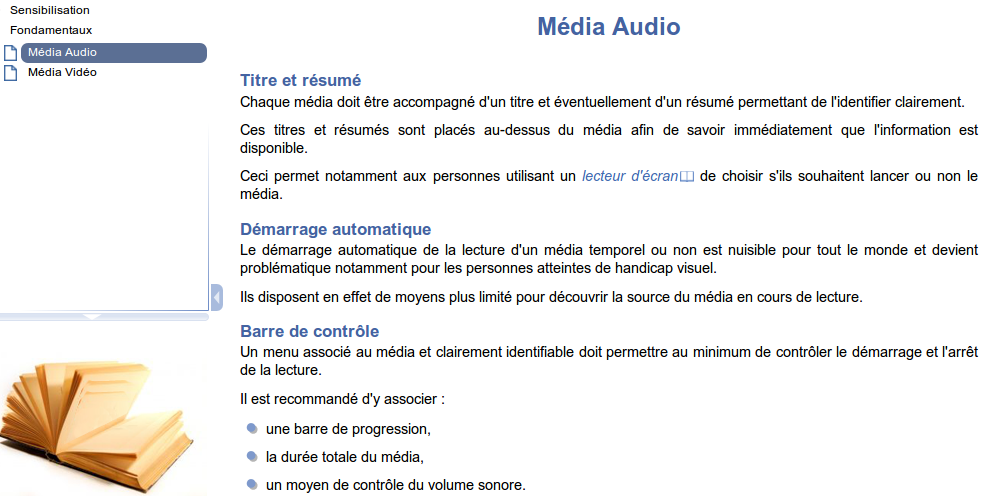 Sensibilisation
Fondamentaux
Média Audio
Média Vidéo
Média Audio
Titre et résumé
Chaque média doit être accompagné d'un titre et éventuellement d'un résumé permettant de l'identifier clairement.
Ces titres et résumés sont placés au-dessus du média afin de savoir immédiatement que l'information est
disponible.
Ceci permet notamment aux personnes utilisant un lecteur d'écran de choisir s'ils souhaitent lancer ou non le
média.
Démarrage automatique
Le démarrage automatique de la lecture d'un média temporel ou non est nuisible pour tout le monde et devient
problématique notamment pour les personnes atteintes de handicap visuel.
Ils disposent en effet de moyens plus limité pour découvrir la source du média en cours de lecture.
Barre de contrôle
Un menu associé au média et clairement identifiable doit permettre au minimum de contrôler le démarrage et l'arrêt
de la lecture.
Il est recommandé d'y associer :
une barre de progression,
la durée totale du média,
un moyen de contrôle du volume sonore.